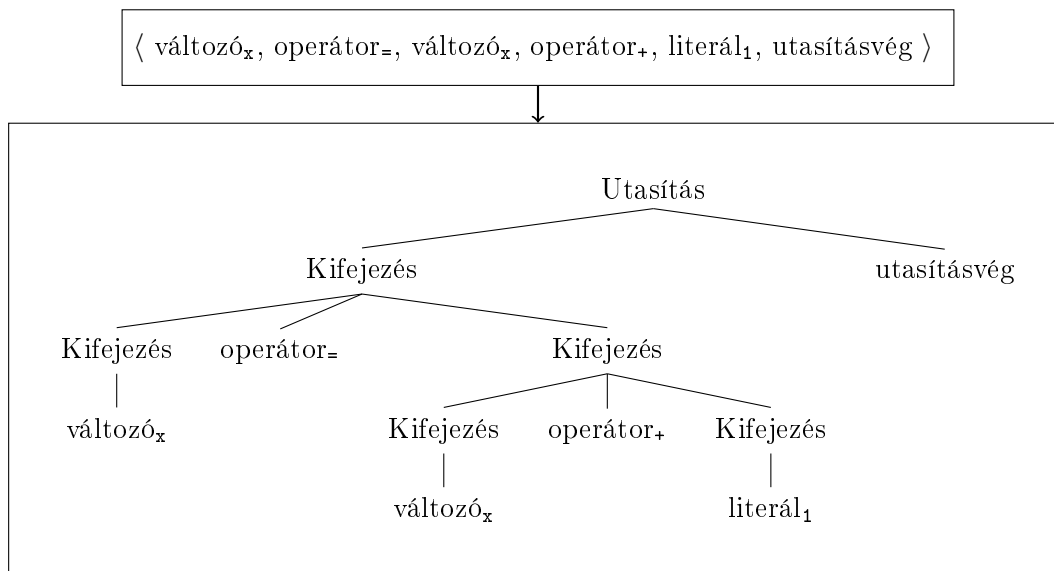 ⟨ változóₓ, operátor₌, változóₓ, operátor₊, literál₁, utasításvég ⟩
Utasítás
Kifejezés utasításvég
Kifejezés operátor₌ Kifejezés
változóₓ Kifejezés operátor₊ Kifejezés
változóₓ literál₁